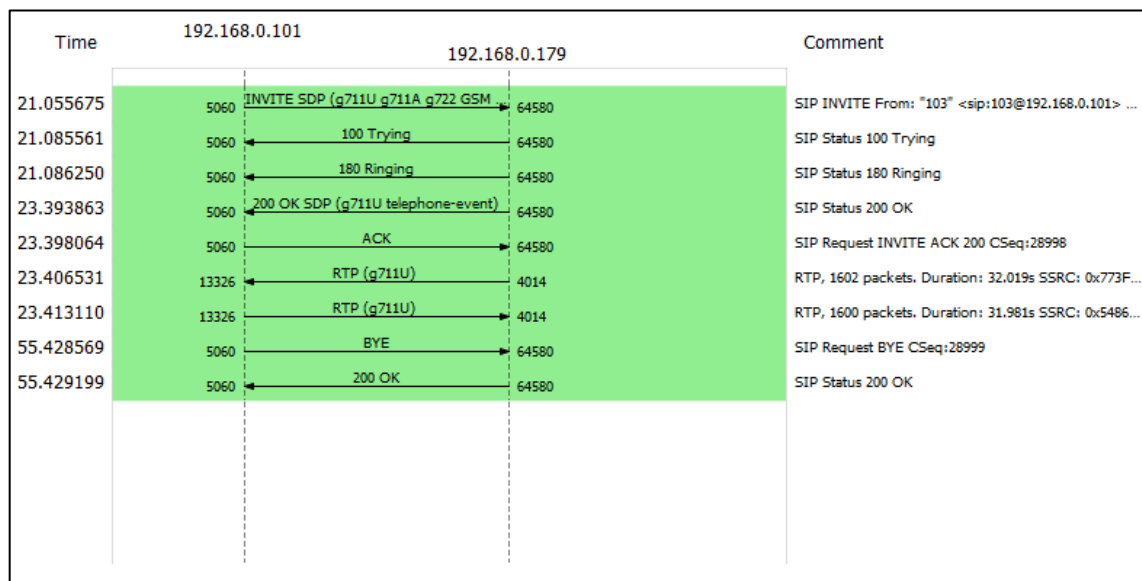 Time 192.168.0.101 192.168.0.179 Comment
21.055675 5060 INVITE SDP (g711U g711A g722 GSM ... 64580 SIP INVITE From: "103" <sip:103@192.168.0.101> ...
21.085561 5060 100 Trying 64580 SIP Status 100 Trying
21.086250 5060 180 Ringing 64580 SIP Status 180 Ringing
23.393863 5060 200 OK SDP (g711U telephone-event) 64580 SIP Status 200 OK
23.398064 5060 ACK 64580 SIP Request INVITE ACK 200 CSeq:28998
23.406531 13326 RTP (g711U) 4014 RTP, 1602 packets. Duration: 32.019s SSRC: 0x773F...
23.413110 13326 RTP (g711U) 4014 RTP, 1600 packets. Duration: 31.981s SSRC: 0x5486...
55.428569 5060 BYE 64580 SIP Request BYE CSeq:28999
55.429199 5060 200 OK 64580 SIP Status 200 OK